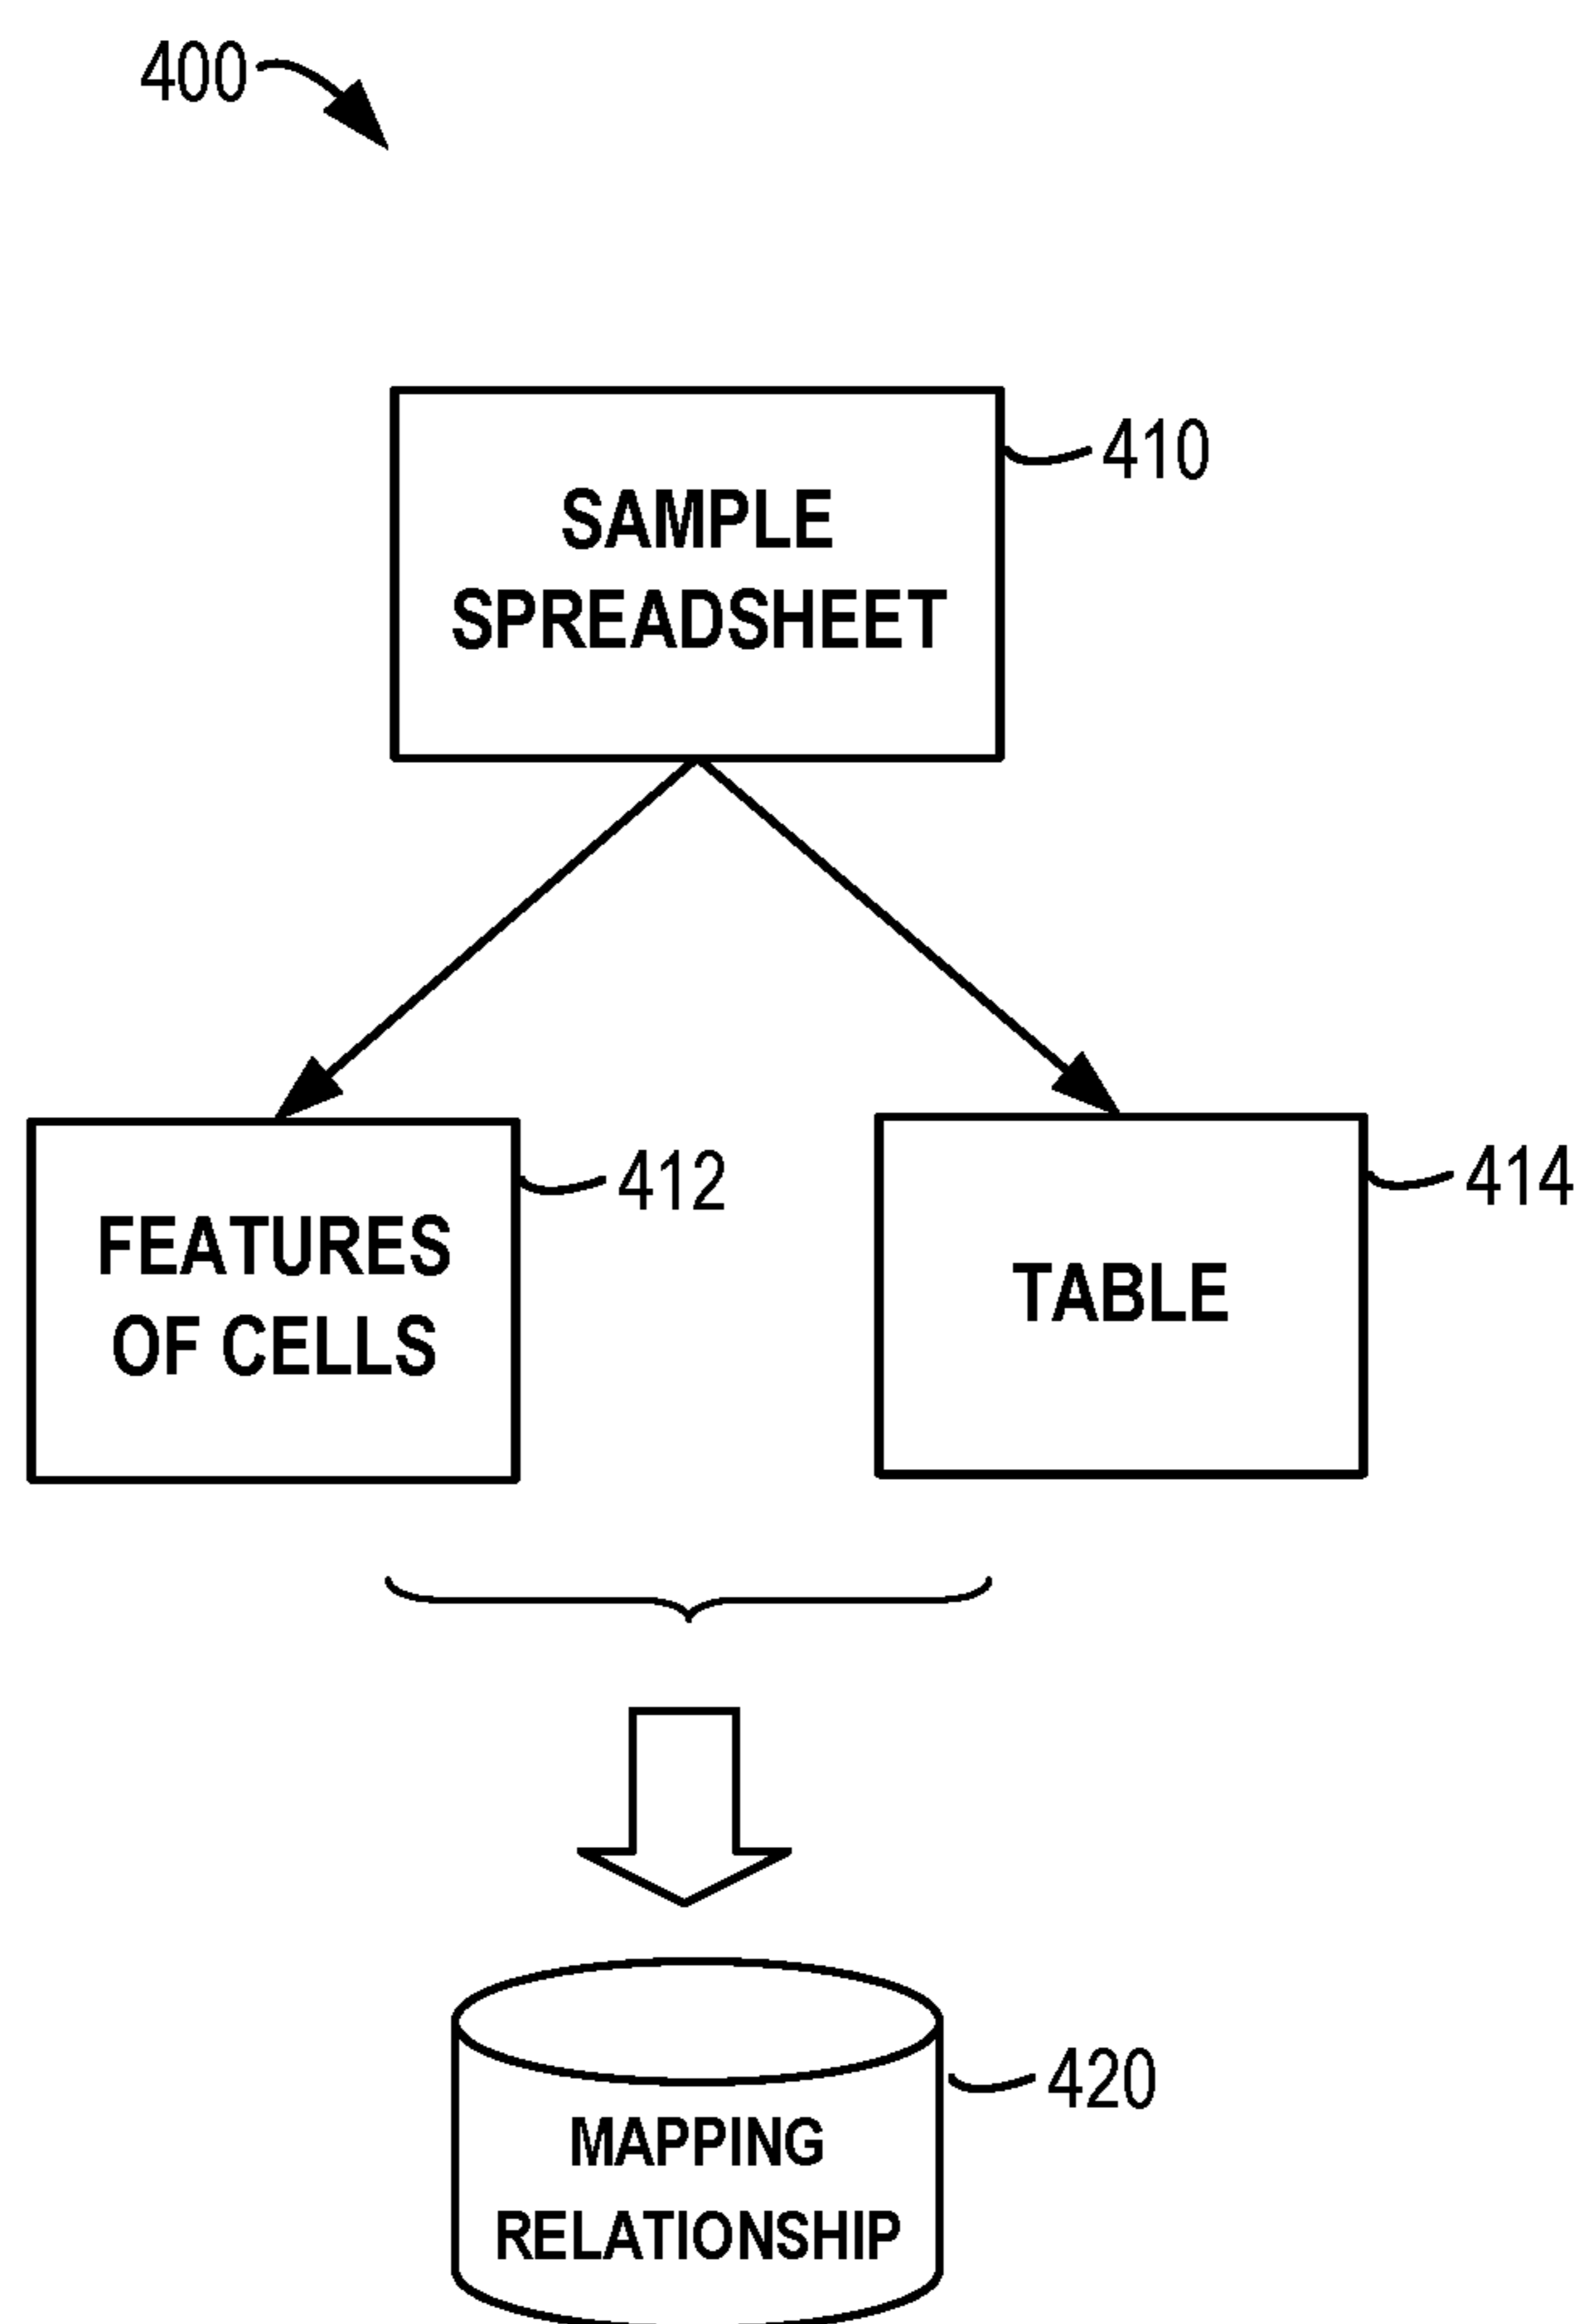 400
410
SAMPLE
SPREADSHEET
412
414
FEATURES
OF CELLS
TABLE
420
MAPPING
RELATIONSHIP